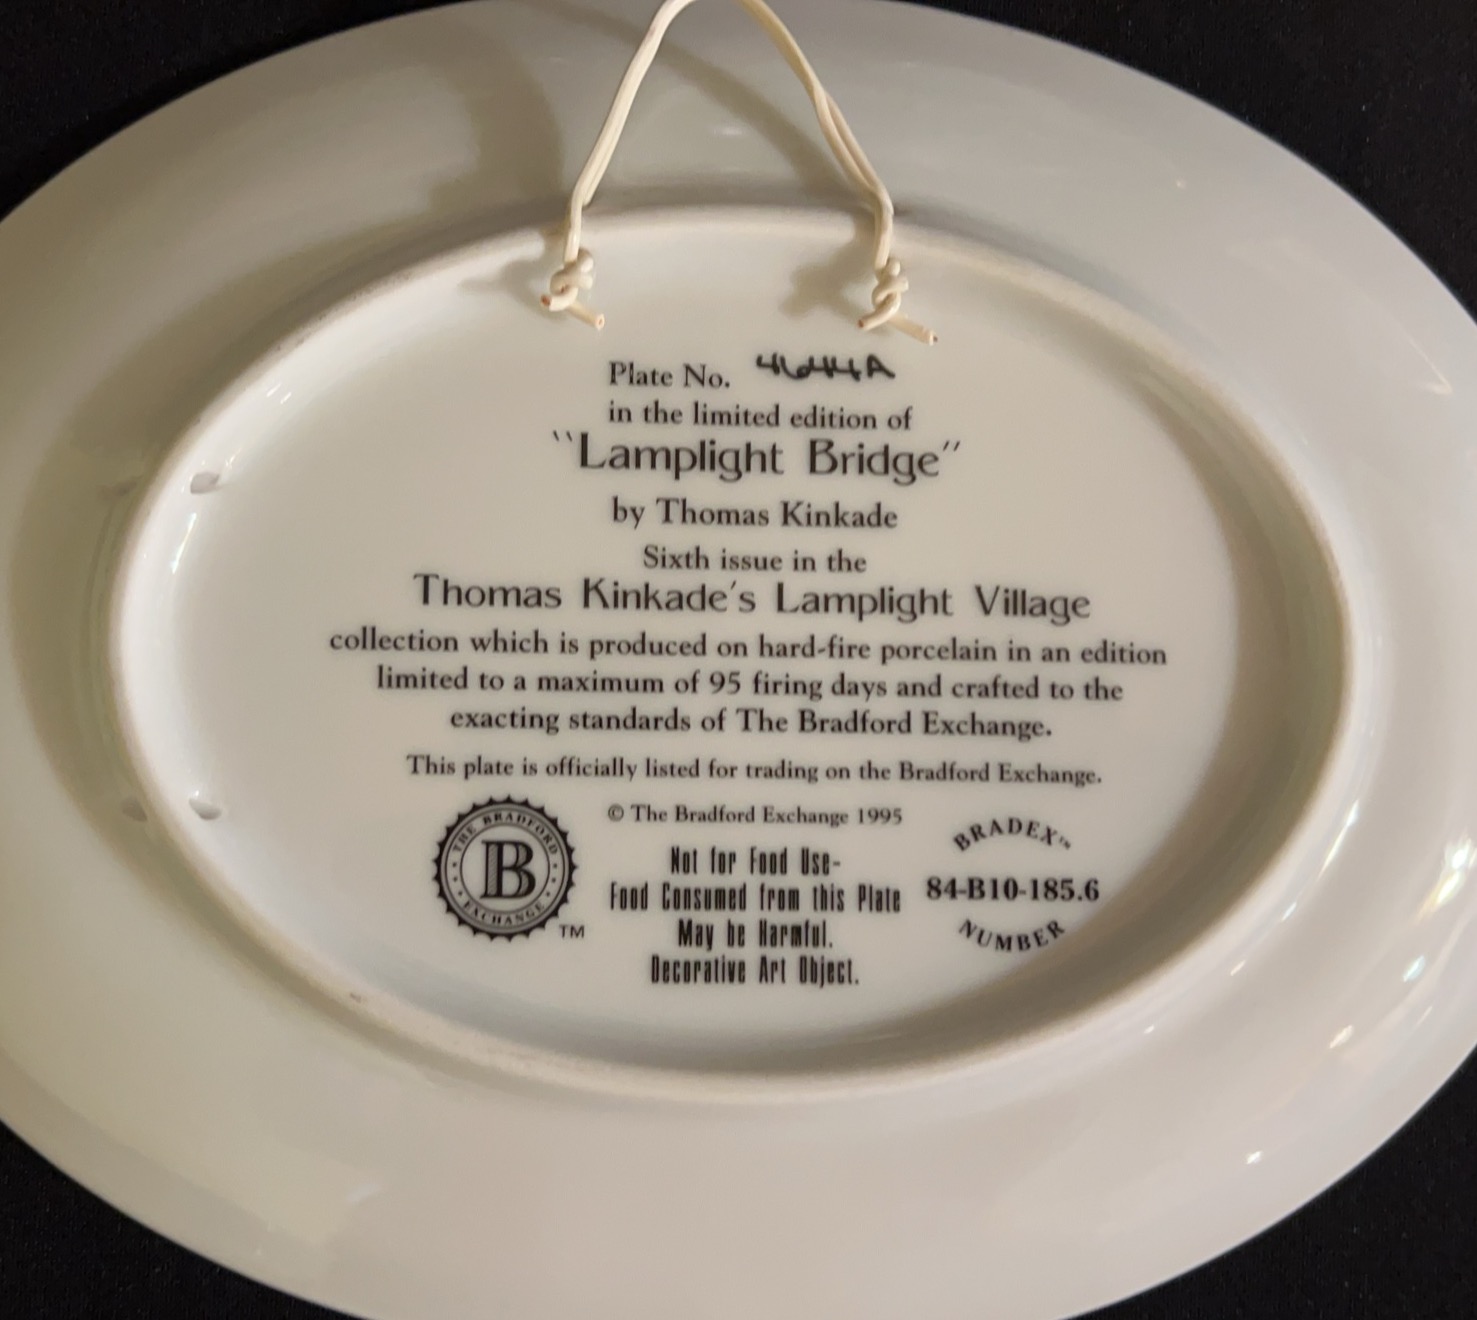 Plate No. 4644A
in the limited edition of
"Lamplight Bridge"
by Thomas Kinkade
Sixth issue in the
Thomas Kinkade's Lamplight Village
collection which is produced on hard-fire porcelain in an edition
limited to a maximum of 95 firing days and crafted to the
exacting standards of The Bradford Exchange.
This plate is officially listed for trading on the Bradford Exchange.
© The Bradford Exchange 1995
THE BRADFORD
B
EXCHANGE
TM
Not for Food Use-
Food Consumed from this Plate
May be Harmful.
Decorative Art Object.
BRADEX™
84-B10-185.6
NUMBER